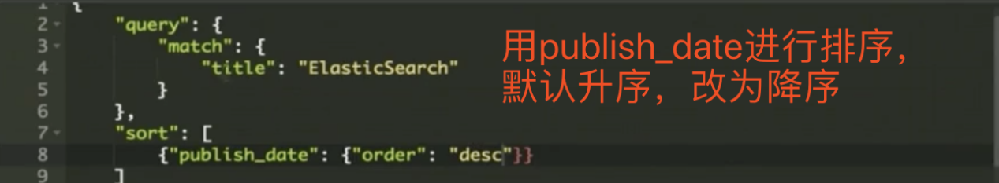 1 {
2 "query": {
3 "match": {
4 "title": "ElasticSearch"
5 }
6 },
7 "sort": [
8 {"publish_date": {"order": "desc"}}
9 ]
用publish_date进行排序，
默认升序，改为降序